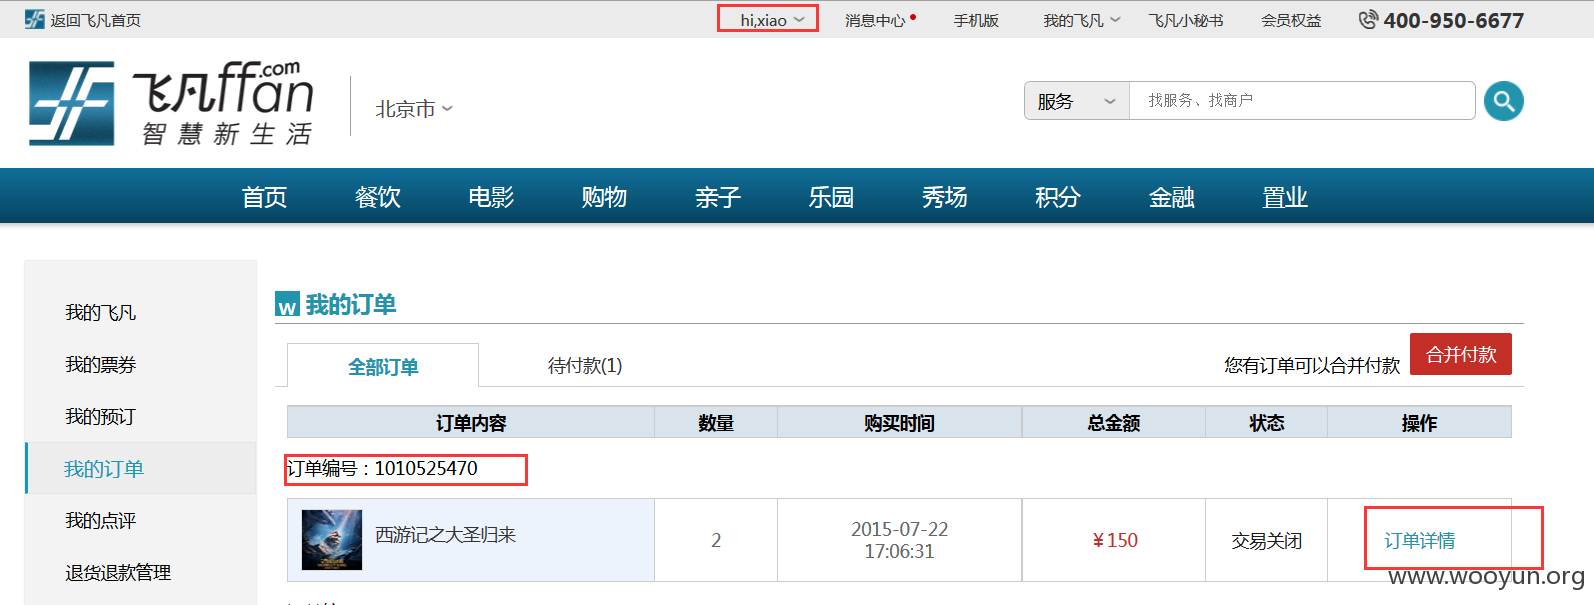 返回飞凡首页
hi,xiao
消息中心
手机版
我的飞凡
飞凡小秘书
会员权益
400-950-6677
飞凡ffan.com
智慧新生活
北京市
服务
找服务、找商户
首页 餐饮 电影 购物 亲子 乐园 秀场 积分 金融 置业
我的飞凡
我的票券
我的预订
我的订单
我的点评
退货退款管理
w 我的订单
全部订单
待付款(1)
您有订单可以合并付款
合并付款
订单内容 数量 购买时间 总金额 状态 操作
订单编号：1010525470
西游记之大圣归来
2
2015-07-22
17:06:31
¥150
交易关闭
订单详情
www.wooyun.org